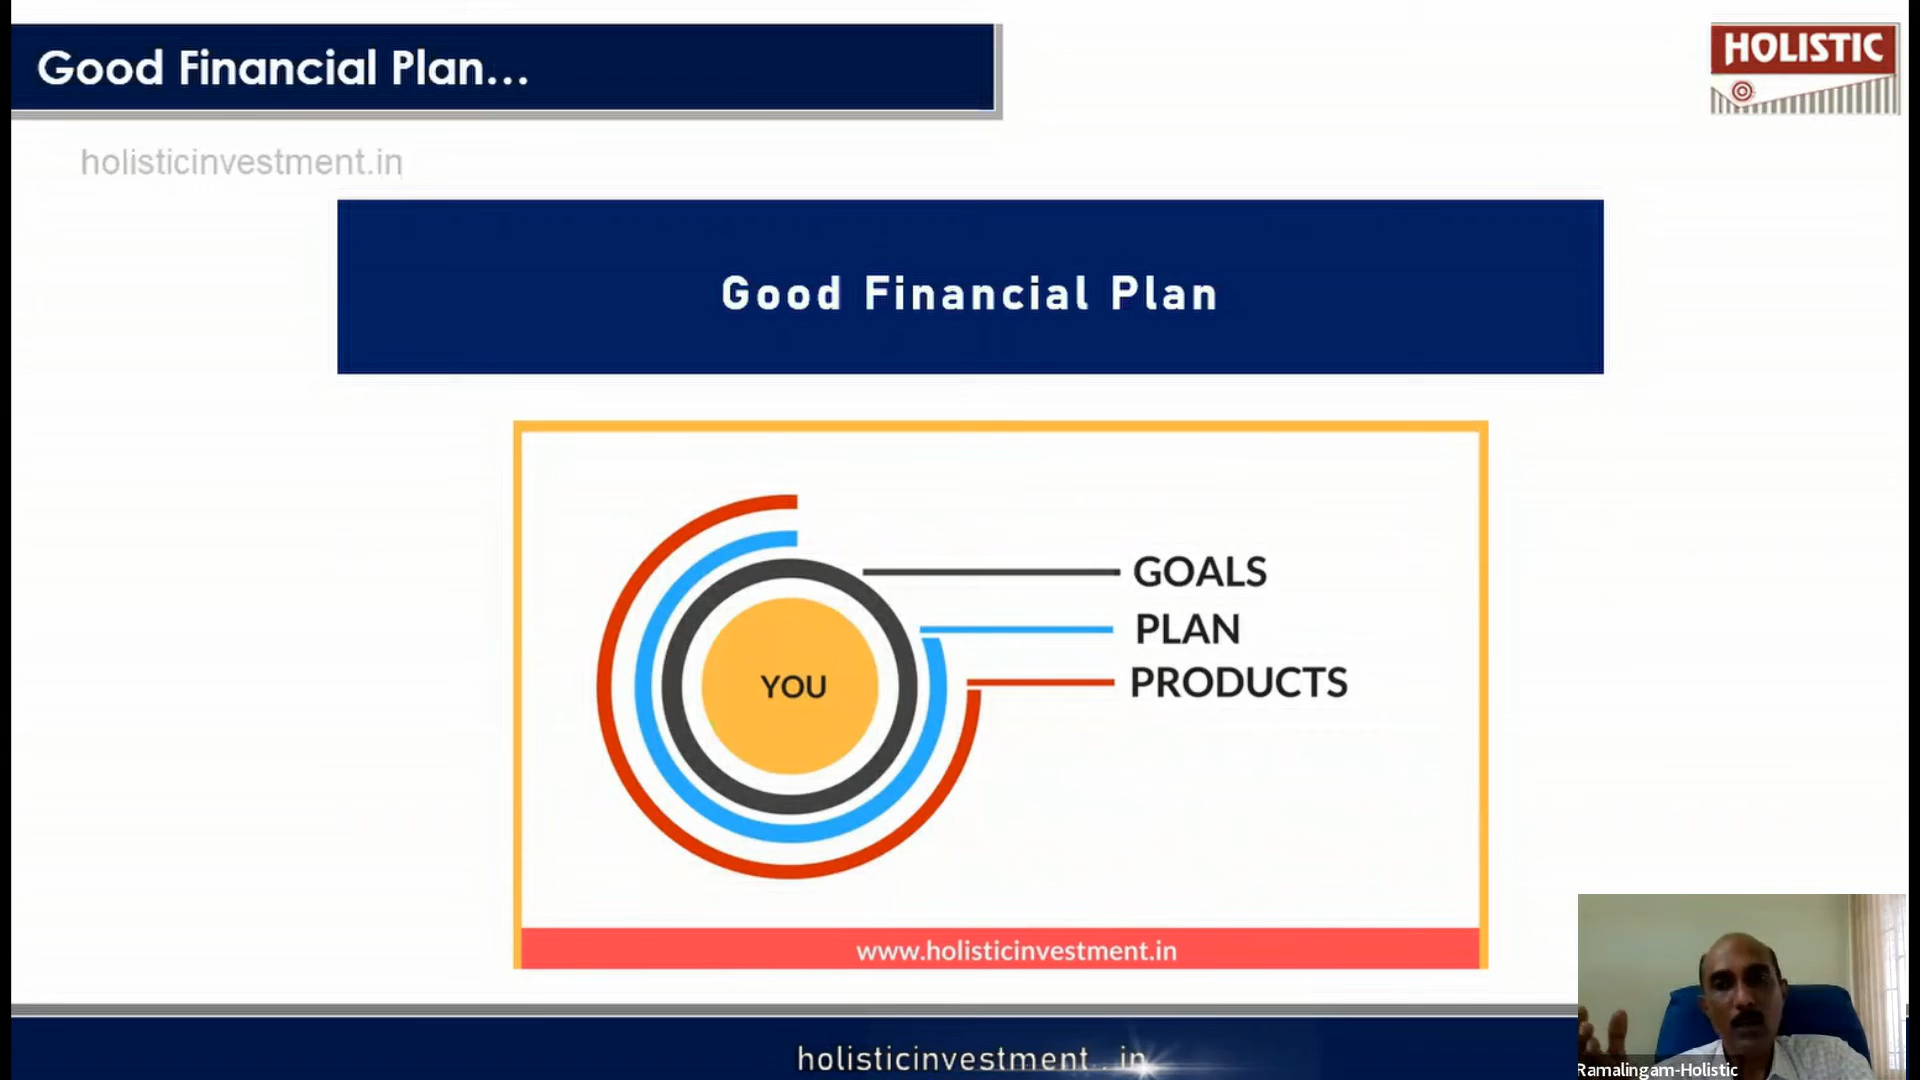 Good Financial Plan...
HOLISTIC
holisticinvestment.in
Good Financial Plan
GOALS
PLAN
PRODUCTS
YOU
www.holisticinvestment.in
holisticinvestment . in
Ramalingam-Holistic